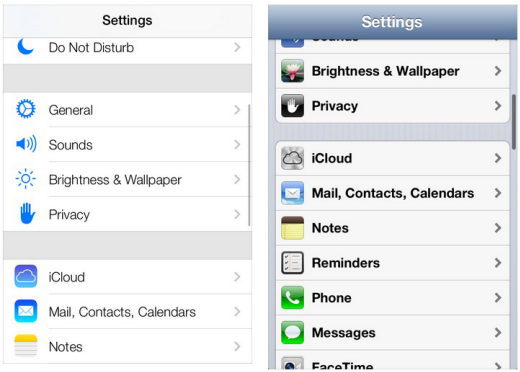 Settings
Do Not Disturb
General
Sounds
Brightness & Wallpaper
Privacy
iCloud
Mail, Contacts, Calendars
Notes
Settings
Sounds
Brightness & Wallpaper
Privacy
iCloud
Mail, Contacts, Calendars
Notes
Reminders
Phone
Messages
FaceTime